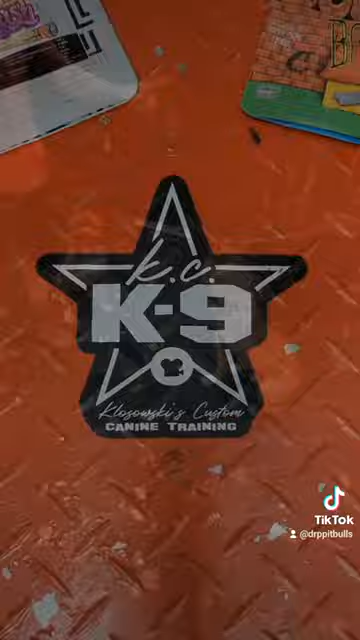 k.c.
K-9
Klosowski's Custom
CANINE TRAINING
TikTok
@drppitbulls